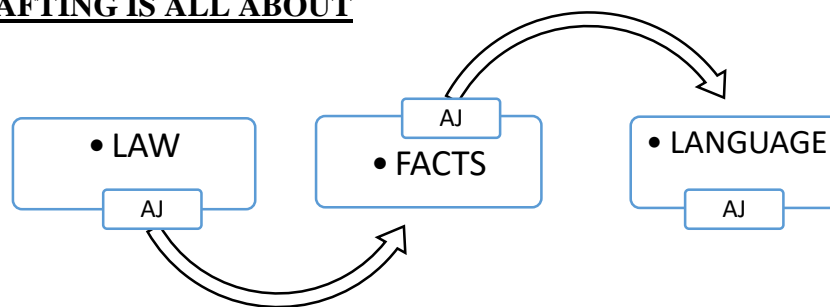 AFTING IS ALL ABOUT
• LAW
AJ
AJ
• FACTS
• LANGUAGE
AJ